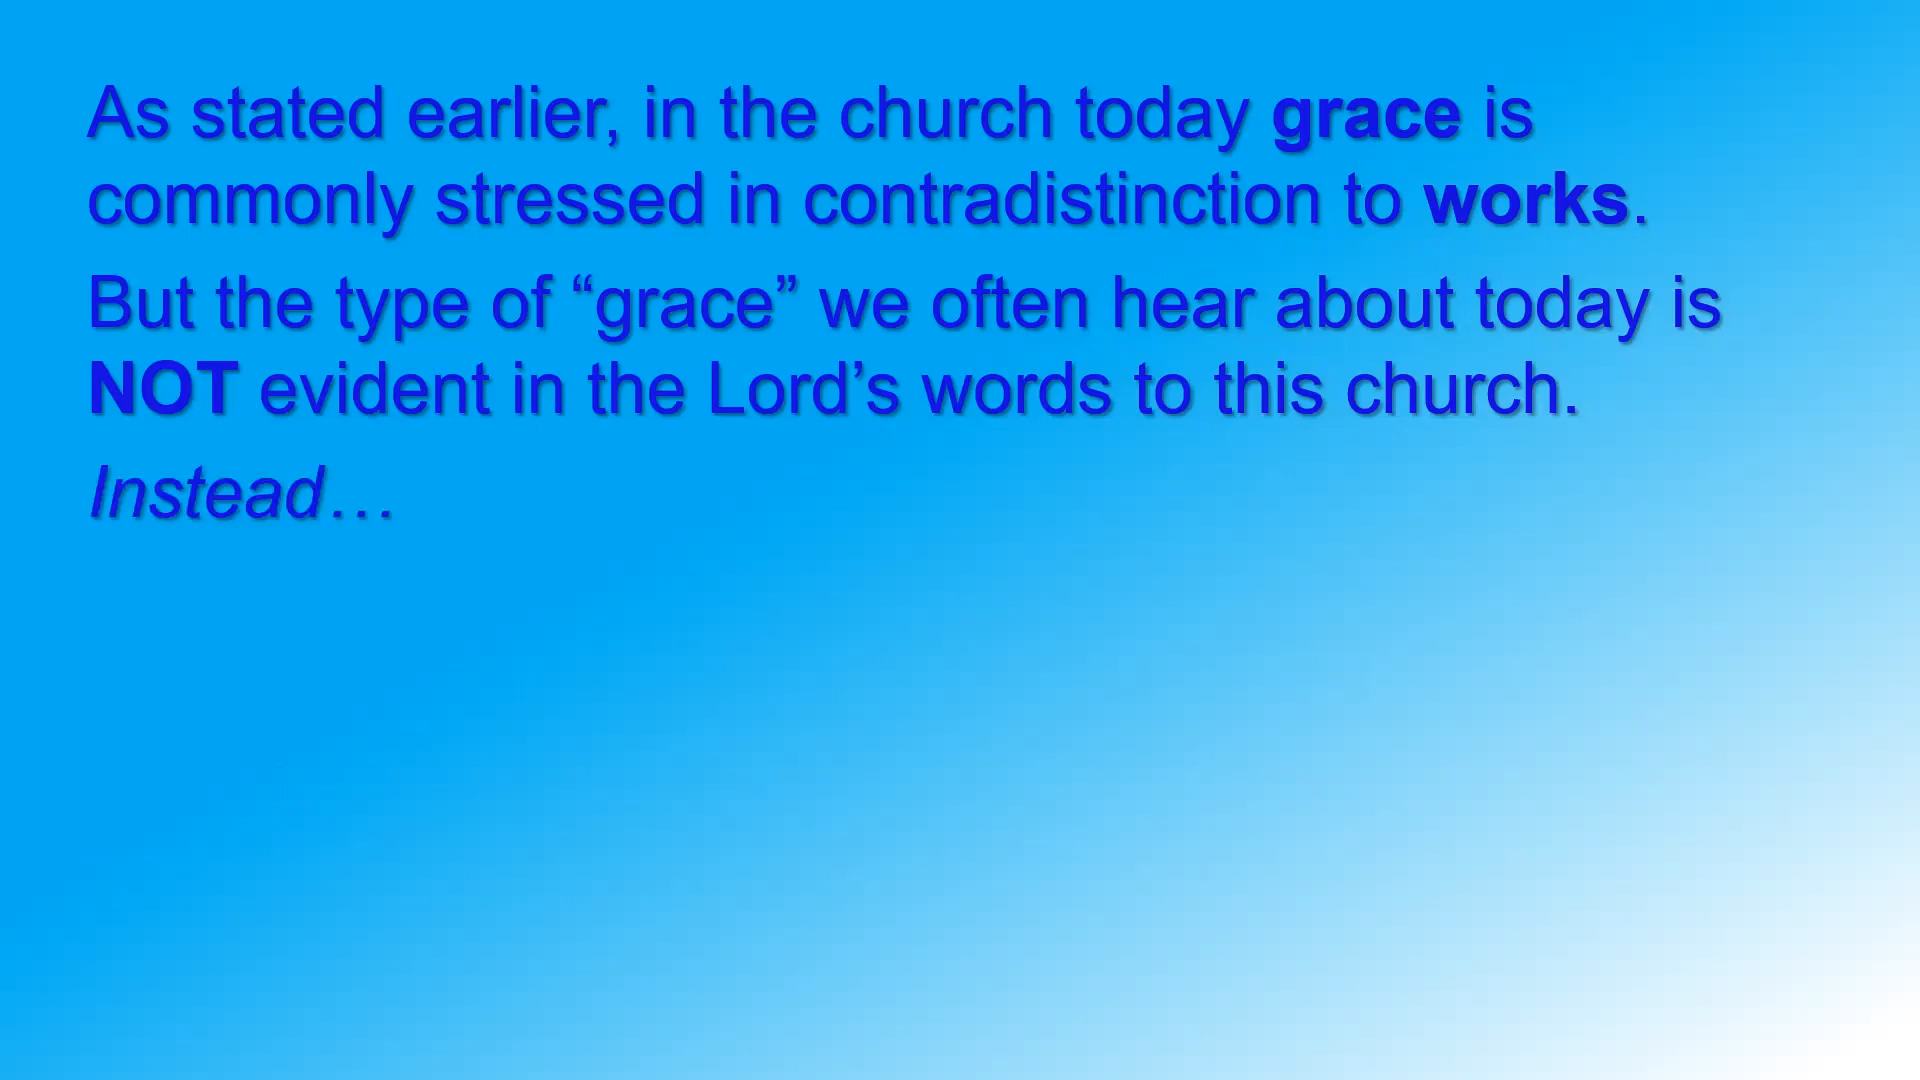 As stated earlier, in the church today grace is
commonly stressed in contradistinction to works.
But the type of “grace” we often hear about today is
NOT evident in the Lord’s words to this church.
Instead…